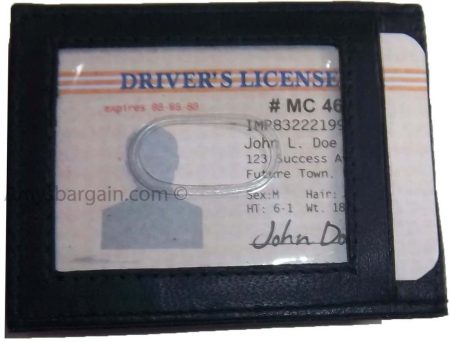 DRIVER'S LICENSE
expires
# MC 46
IMP83222199
John L. Doe
123 Success A
Future Town.
Sex:M Hair:
HT: 6-1 Wt. 18
John Do
bargain.com ©